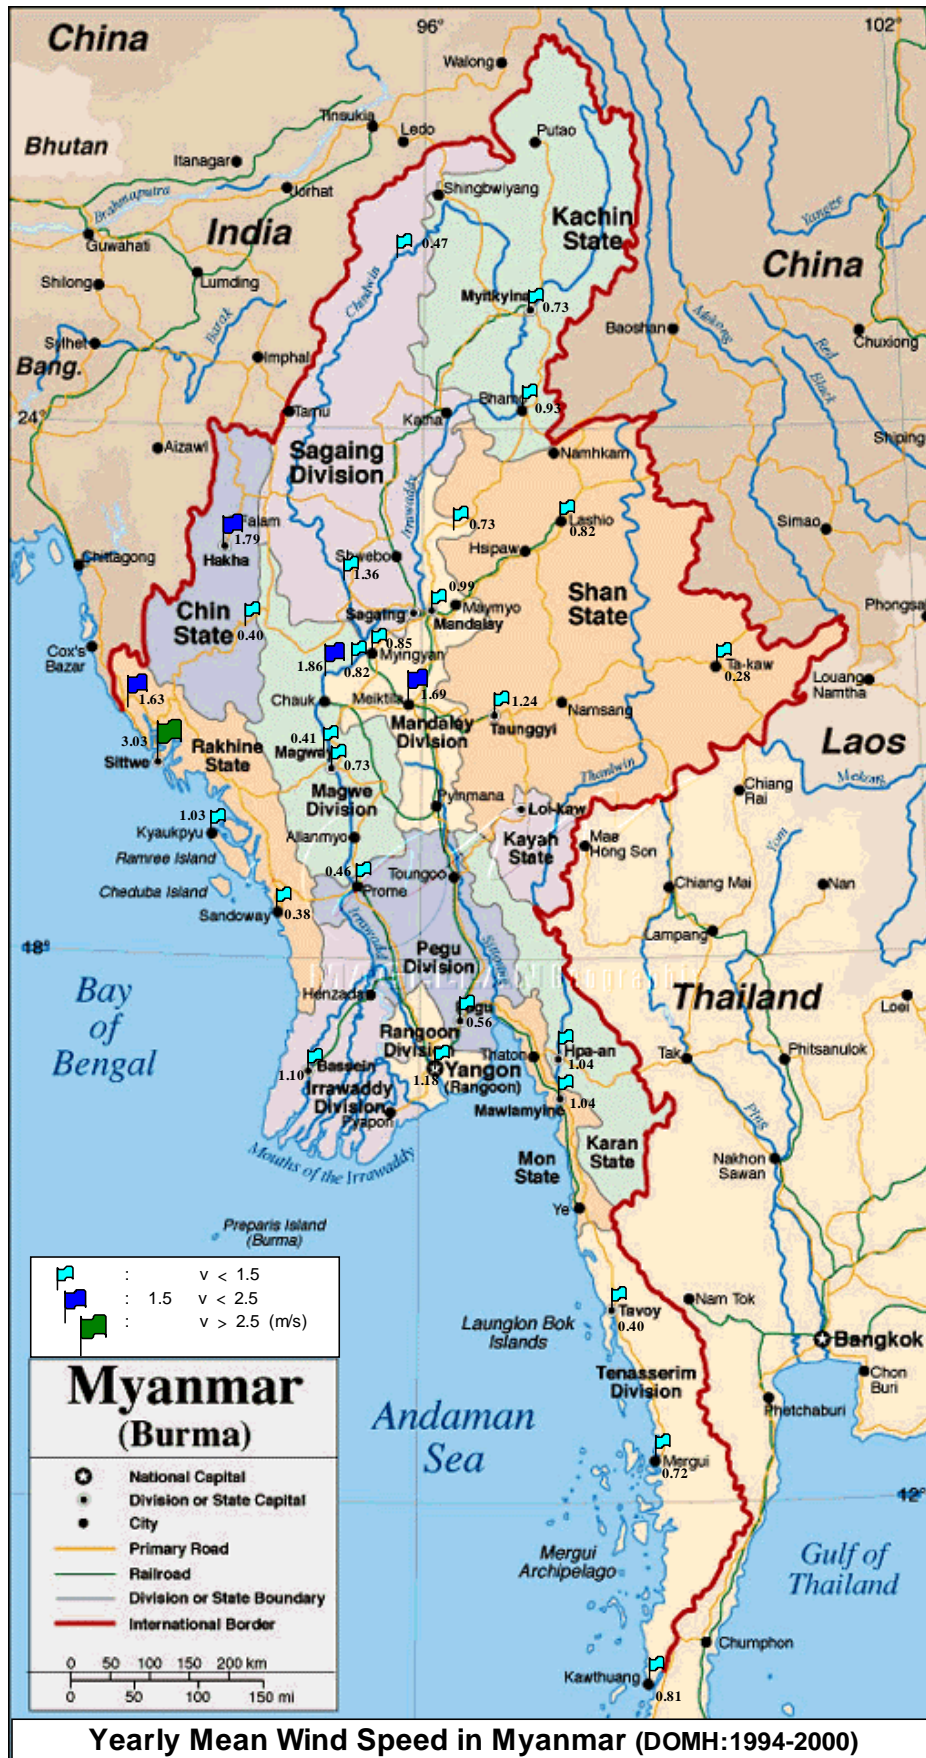 China
96°
102°
Walong
Tinsukia
Ledo
Putao
Bhutan
Itanagar
Jorhat
Shingbwiyang
Brahmaputra
Kachin
State
Yangze
Guwahati
India
0.47
China
Shilong
Lumding
Chindwin
Myitkyina
0.73
Barak
Baoshan
Mekong
Chuxiong
Sylhet
Imphal
Red
Bang.
Black
Bhamo
0.93
24°
Tamu
Katha
Shiping
Aizawl
Sagaing
Division
Namhkam
Irrawaddy
Falam
1.79
0.73
Lashio
0.82
Simao
Hakha
Hsipaw
Chittagong
Shwebo
1.36
0.99
Shan
State
Chin
State
Sagaing
Maymyo
Mandalay
Phongsa
0.40
Cox's
Bazar
0.85
1.86
0.82
Myingyan
Ta-kaw
0.28
Louang
Namtha
1.63
Chauk
Meiktila
1.69
1.24
Namsang
Mandalay
Division
Taunggyi
3.03
Sittwe
Rakhine
State
0.41
Magway
0.73
Laos
Thanlwin
Mekong
Magwe
Division
Pyinmana
Loi-kaw
Chiang
Rai
1.03
Kyaukpyu
Allanmyo
Kayah
State
Mae
Hong Son
Yom
Ramree Island
0.46
Prome
Toungoo
Chiang Mai
Nan
Cheduba Island
Sandoway
0.38
Irrawaddy
Lampang
18°
Pegu
Division
Sittoung
Bay
of
Bengal
Henzada
Thailand
Loei
Pegu
0.56
Rangoon
Division
Thaton
Hpa-an
1.04
Tak
Phitsanulok
1.10
Bassein
1.18
Yangon
(Rangoon)
Irrawaddy
Division
Mawlamyine
1.04
Pyapon
Ping
Mouths of the Irrawaddy
Mon
State
Karan
State
Nakhon
Sawan
Ye
Preparis Island
(Burma)
: v < 1.5
: 1.5 v < 2.5
: v > 2.5 (m/s)
Tavoy
0.40
Nam Tok
Launglon Bok
Islands
Bangkok
Tenasserim
Division
Chon
Buri
Myanmar
(Burma)
Andaman
Sea
Phetchaburi
Mergui
0.72
National Capital
Division or State Capital
City
Primary Road
Railroad
Division or State Boundary
International Border
12°
Mergui
Archipelago
Gulf of
Thailand
Chumphon
0 50 100 150 200 km
0 50 100 150 mi
Kawthuang
0.81
Yearly Mean Wind Speed in Myanmar (DOMH:1994-2000)